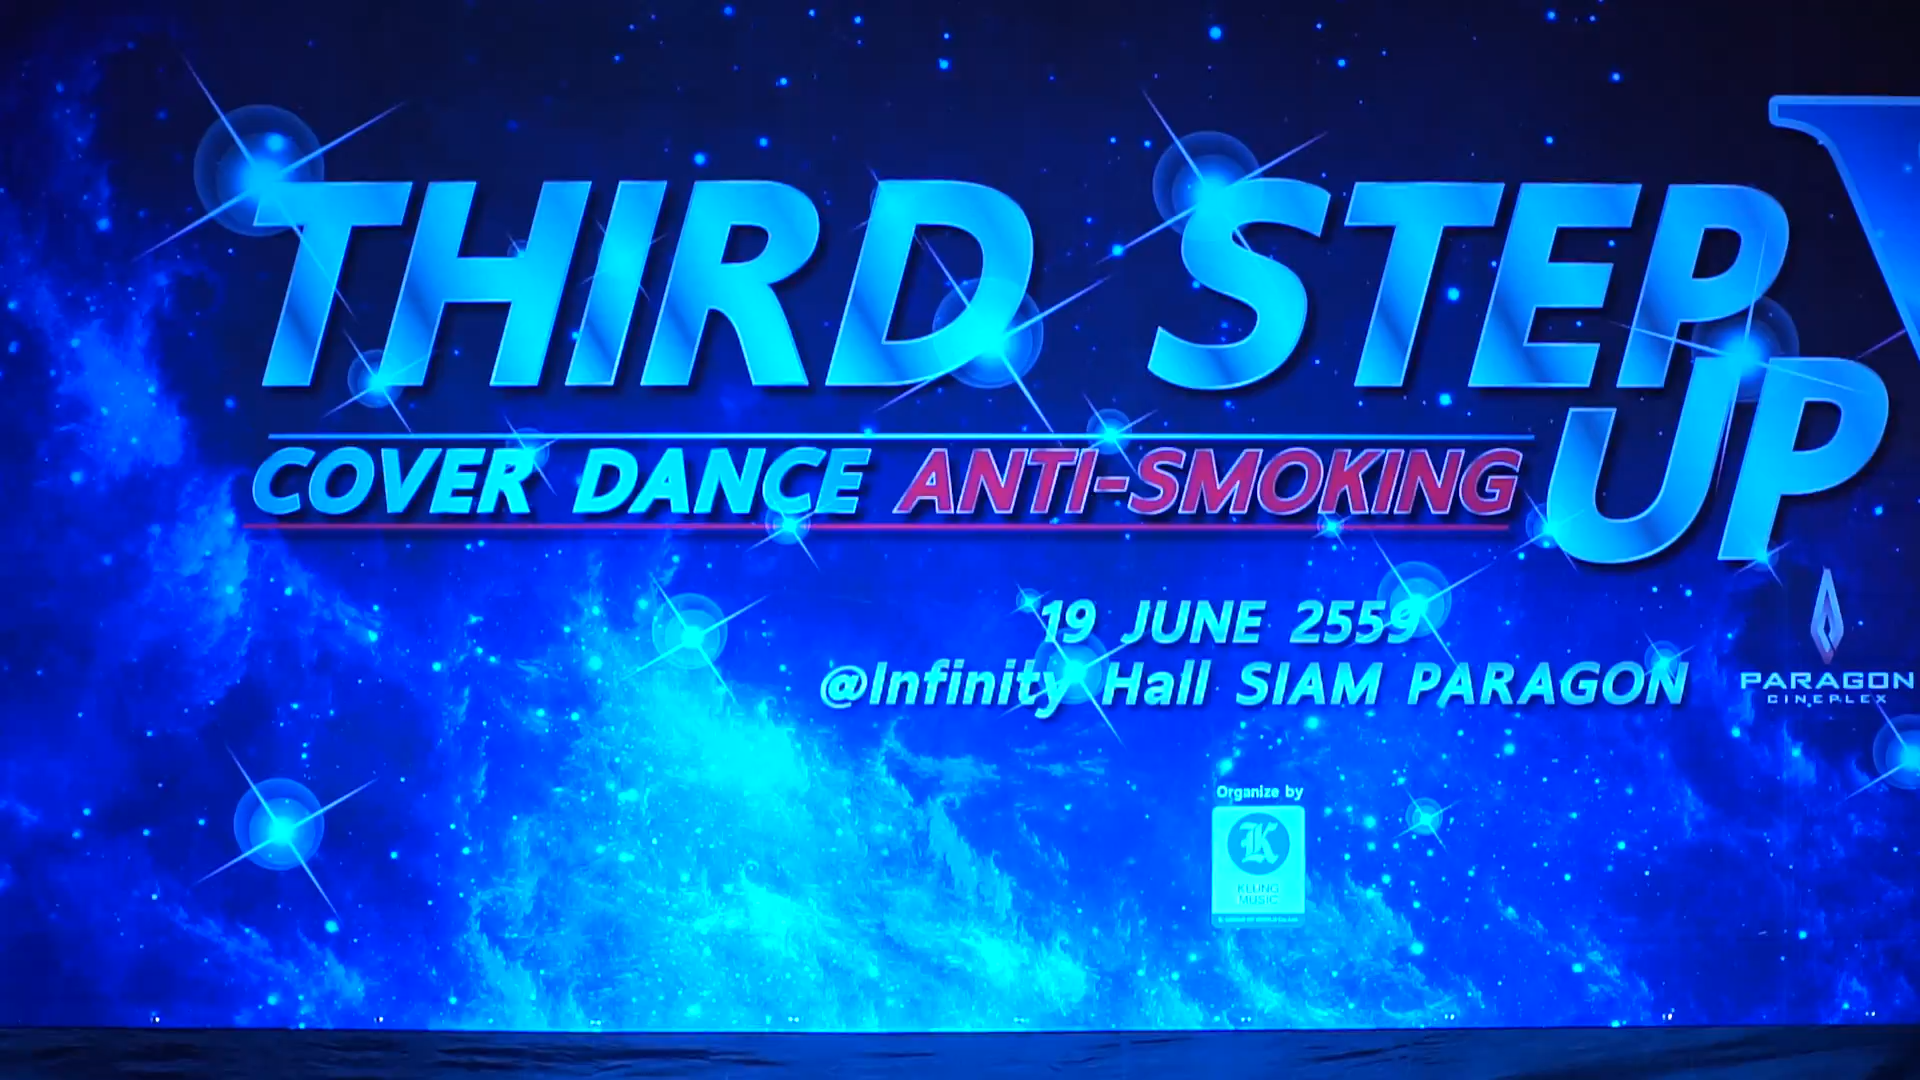 THIRD STEP
UP
COVER DANCE ANTI-SMOKING
19 JUNE 2559
@Infinity Hall SIAM PARAGON
PARAGON
CINEPLEX
Organize by
K
KLUNG
MUSIC